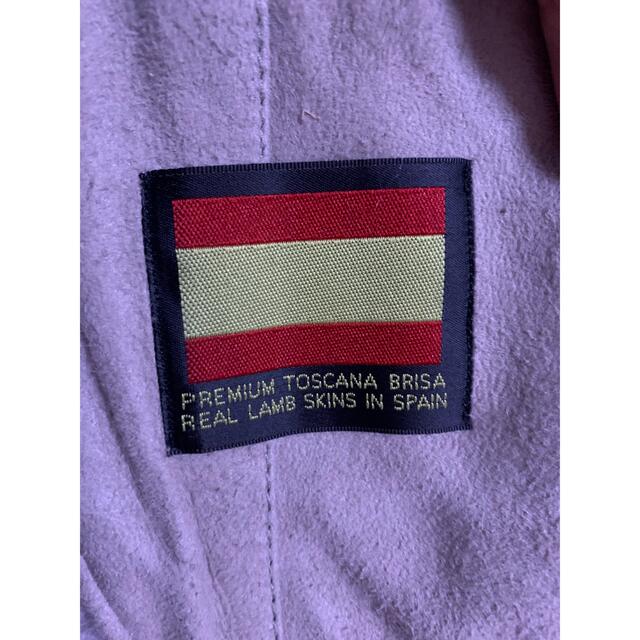 PREMIUM TOSCANA BRISA
REAL LAMB SKINS IN SPAIN